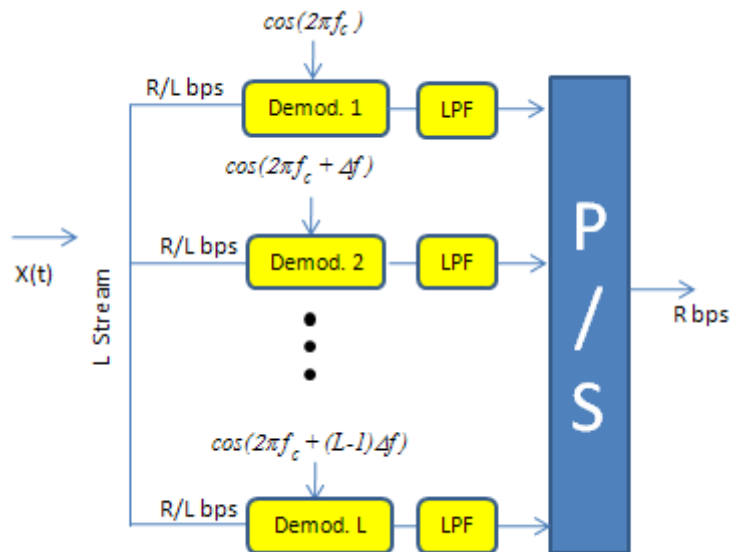 cos(2πf_c)
R/L bps
Demod. 1
LPF
cos(2πf_c + Δf)
R/L bps
Demod. 2
LPF
X(t)
L Stream
P
/
S
R bps
cos(2πf_c + (L-1)Δf)
R/L bps
Demod. L
LPF